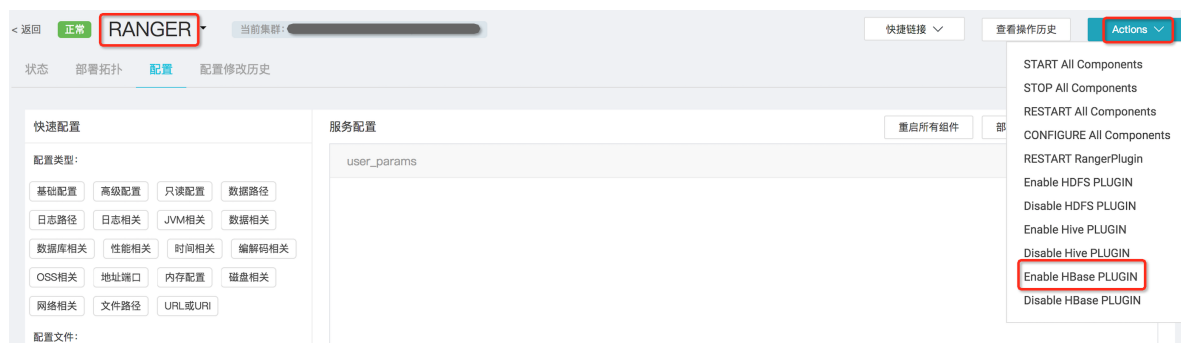 < 返回 正常 RANGER 当前集群: 快捷链接 查看操作历史 Actions
状态 部署拓扑 配置 配置修改历史
快速配置
配置类型:
基础配置 高级配置 只读配置 数据路径
日志路径 日志相关 JVM相关 数据相关
数据库相关 性能相关 时间相关 编解码相关
OSS相关 地址端口 内存配置 磁盘相关
网络相关 文件路径 URL或URI
配置文件:
服务配置 重启所有组件 部
user_params
START All Components
STOP All Components
RESTART All Components
CONFIGURE All Components
RESTART RangerPlugin
Enable HDFS PLUGIN
Disable HDFS PLUGIN
Enable Hive PLUGIN
Disable Hive PLUGIN
Enable HBase PLUGIN
Disable HBase PLUGIN